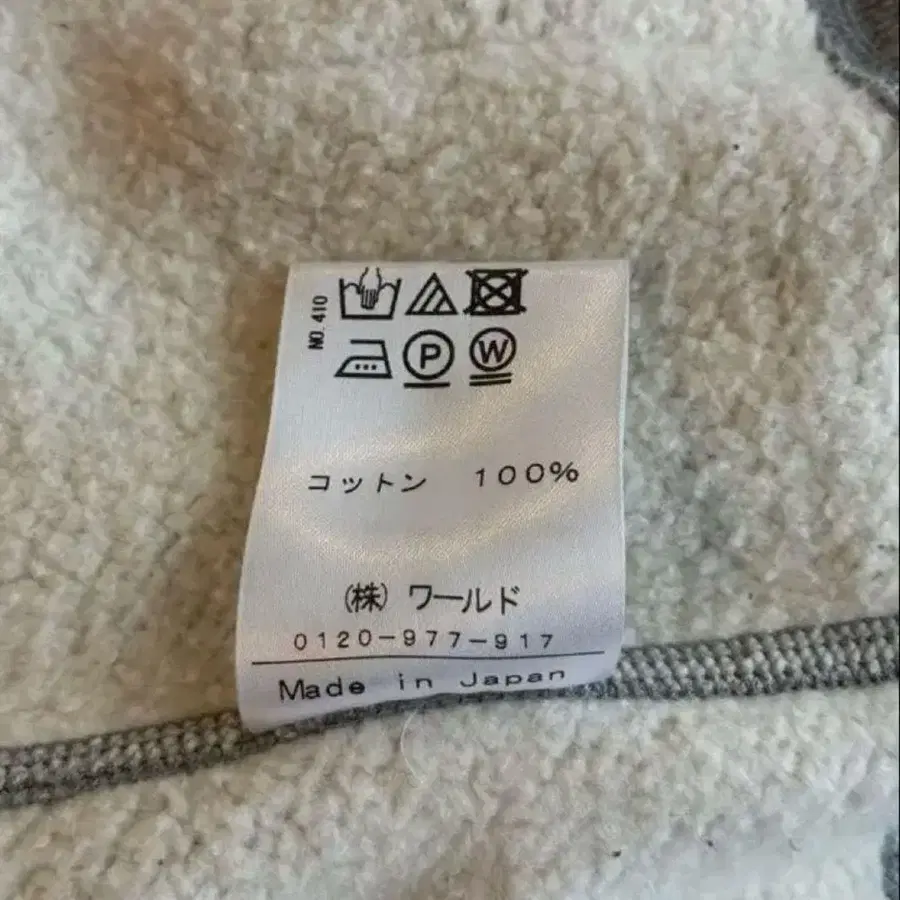 NO. 410
P
W
コットン 100%
(株) ワールド
0120-977-917
Made in Japan